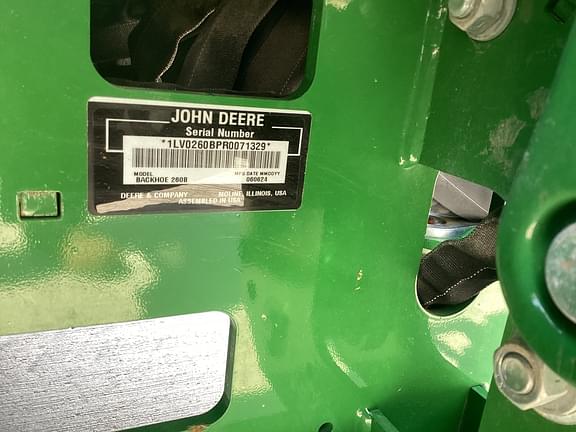 JOHN DEERE
Serial Number
*1LV0260BPR0071329*
MODEL MFG DATE MMDDYY
BACKHOE 260B 060624
DEERE & COMPANY MOLINE, ILLINOIS, USA
ASSEMBLED IN USA